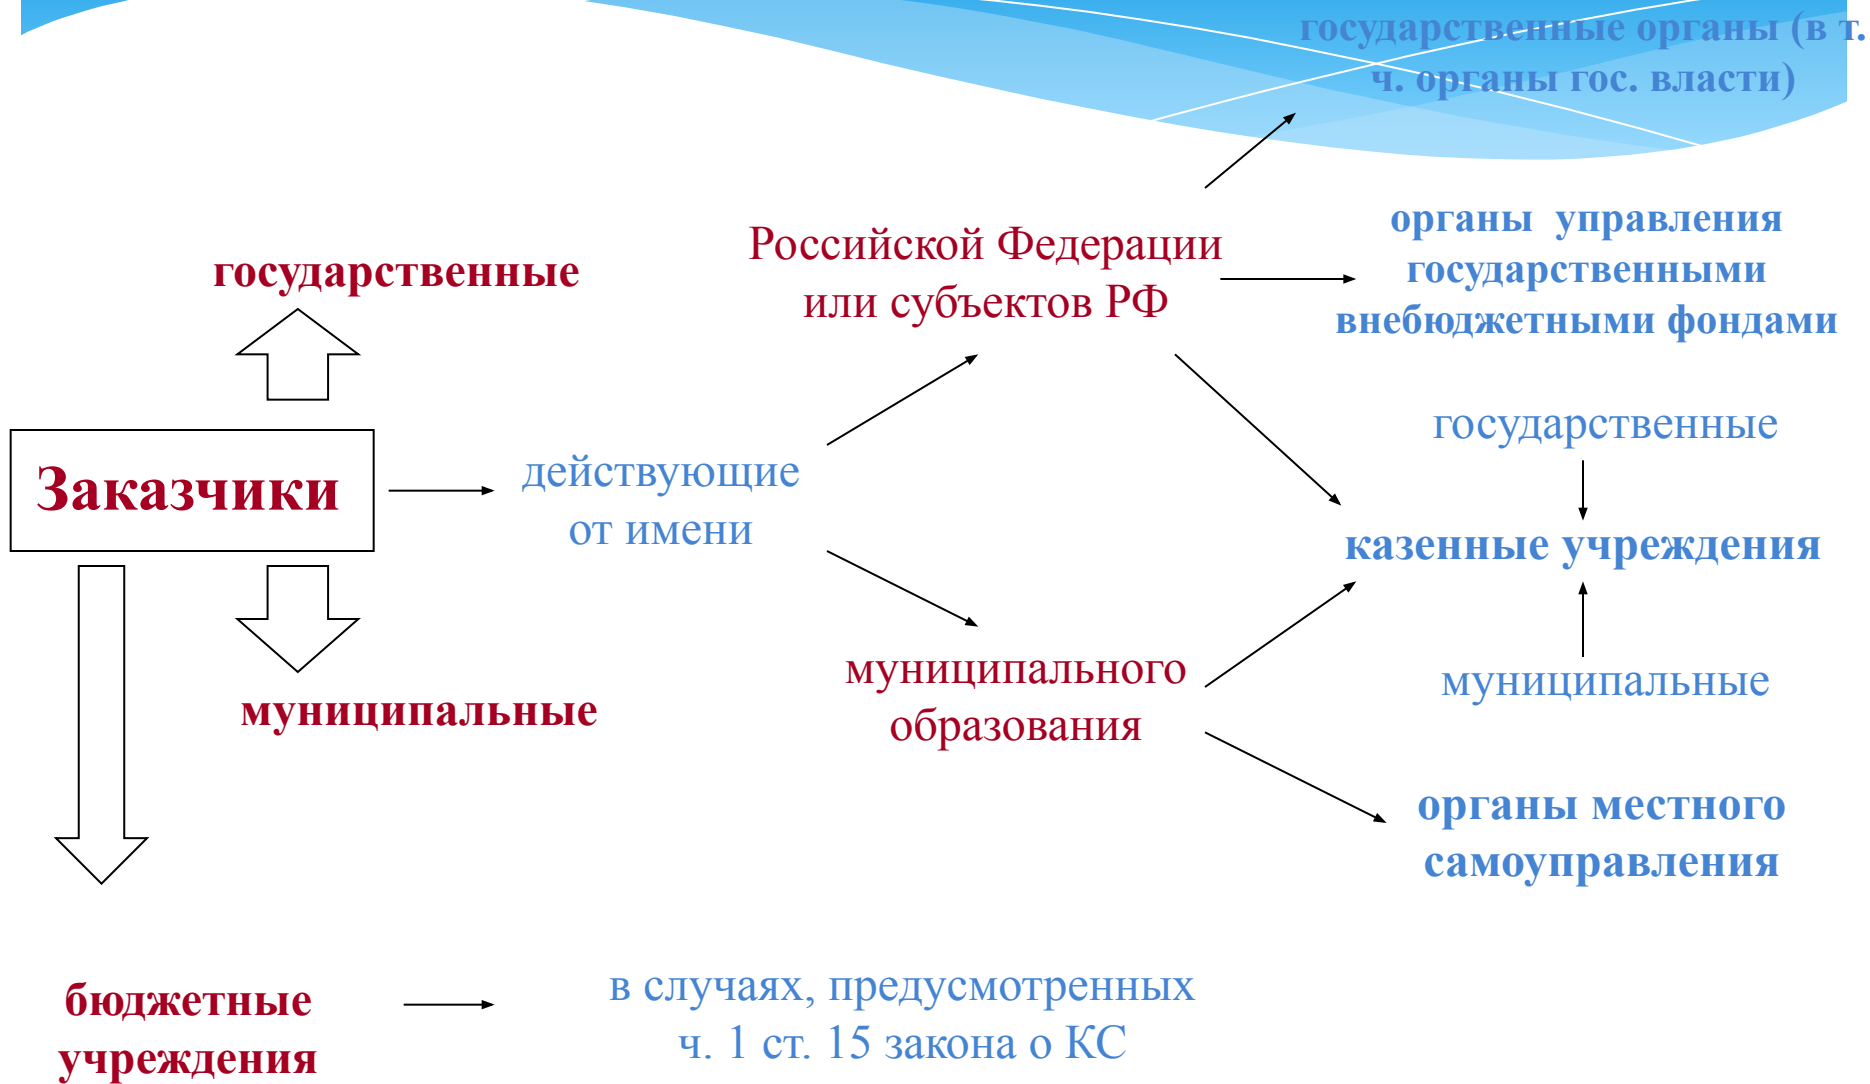 государственные органы (в т.
ч. органы гос. власти)
органы управления
государственными
внебюджетными фондами
Российской Федерации
или субъектов РФ
государственные
государственные
Заказчики
действующие
от имени
казенные учреждения
муниципального
образования
муниципальные
муниципальные
органы местного
самоуправления
бюджетные
учреждения
в случаях, предусмотренных
ч. 1 ст. 15 закона о КС